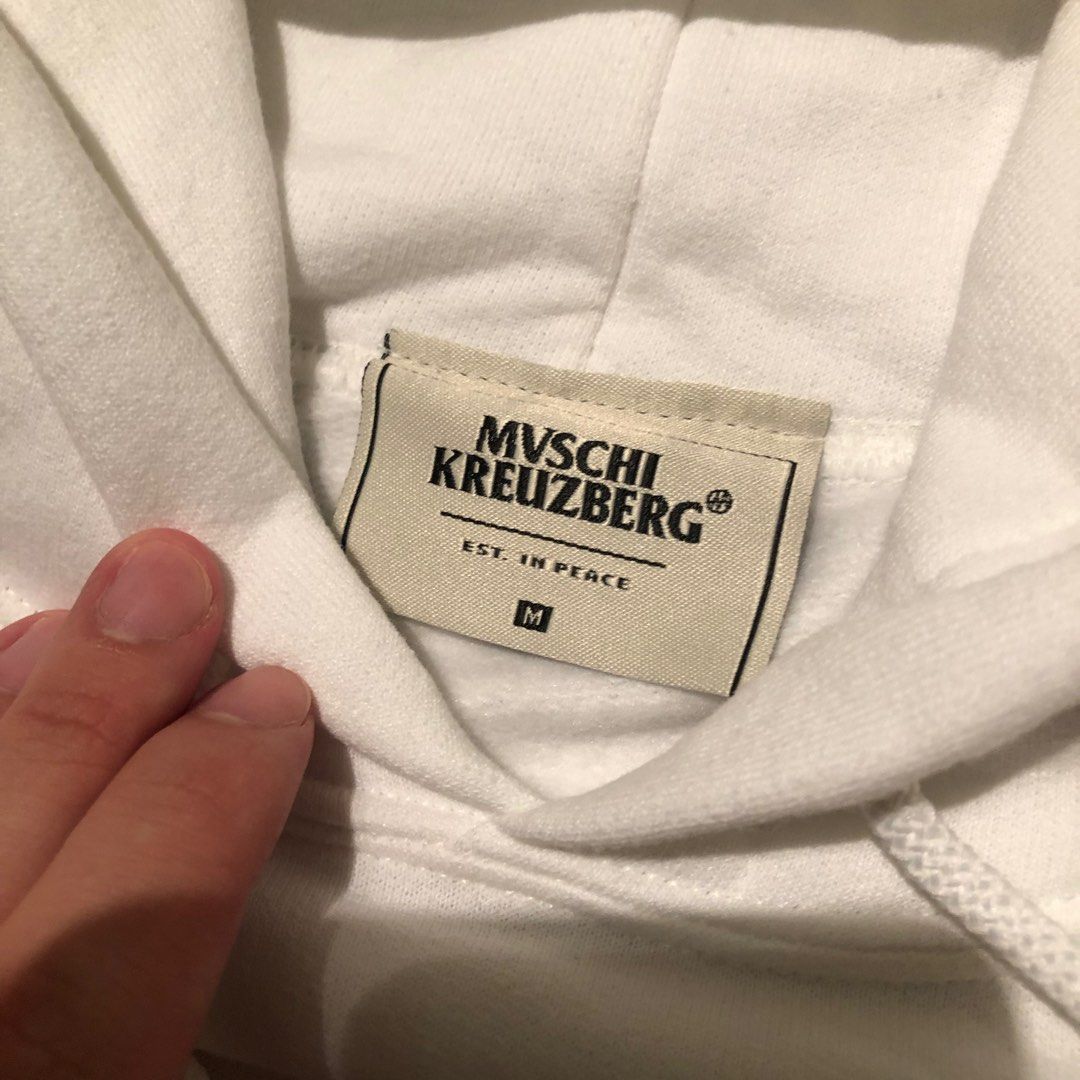 MVSCHI
KREUZBERG
EST. IN PEACE
M